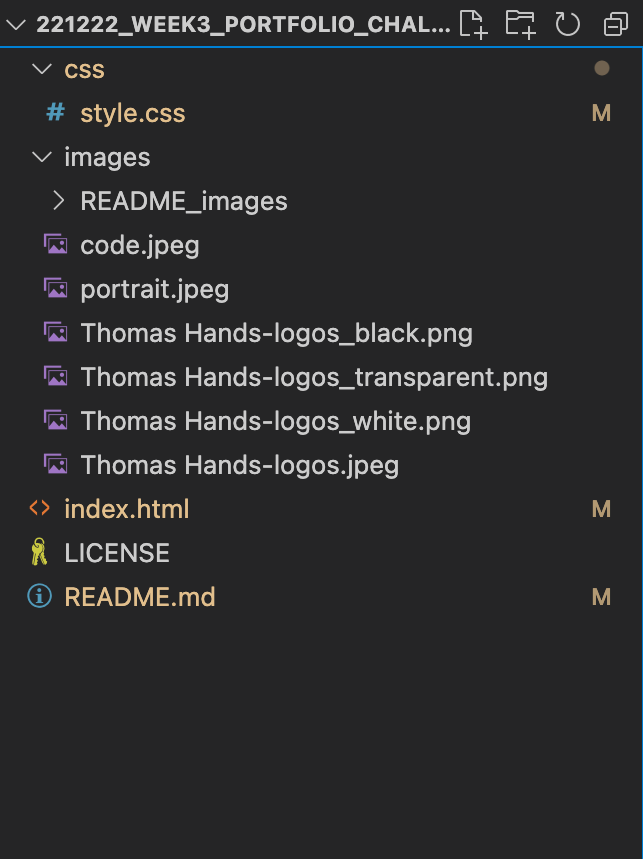 221222_WEEK3_PORTFOLIO_CHAL...
css
# style.css M
images
README_images
code.jpeg
portrait.jpeg
Thomas Hands-logos_black.png
Thomas Hands-logos_transparent.png
Thomas Hands-logos_white.png
Thomas Hands-logos.jpeg
<> index.html M
LICENSE
README.md M